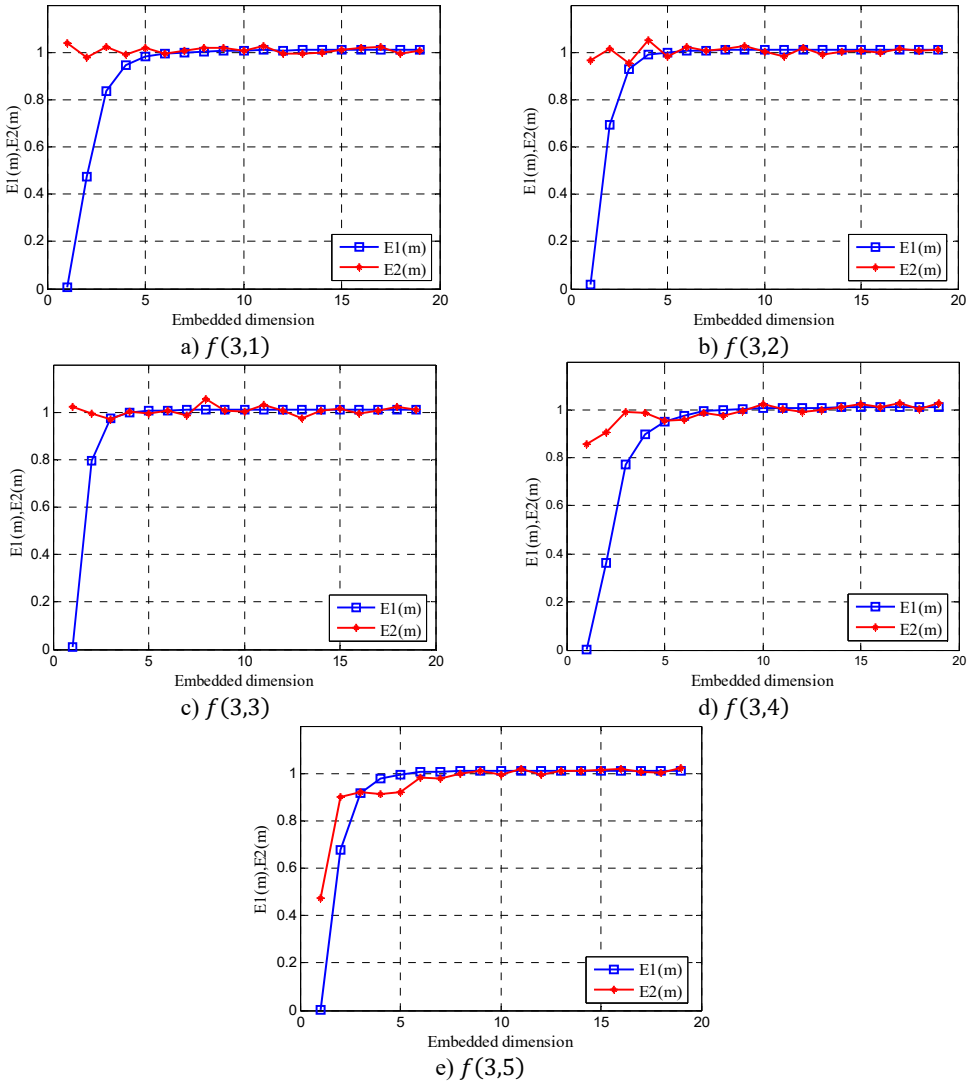 E1(m),E2(m)
1
0.8
0.6
0.4
0.2
0
0 5 10 15 20
E1(m)
E2(m)
Embedded dimension
a) f(3,1)
E1(m),E2(m)
1
0.8
0.6
0.4
0.2
0
0 5 10 15 20
E1(m)
E2(m)
Embedded dimension
b) f(3,2)
E1(m),E2(m)
1
0.8
0.6
0.4
0.2
0
0 5 10 15 20
E1(m)
E2(m)
Embedded dimension
c) f(3,3)
E1(m),E2(m)
1
0.8
0.6
0.4
0.2
0
0 5 10 15 20
E1(m)
E2(m)
Embedded dimension
d) f(3,4)
E1(m),E2(m)
1
0.8
0.6
0.4
0.2
0
0 5 10 15 20
E1(m)
E2(m)
Embedded dimension
e) f(3,5)